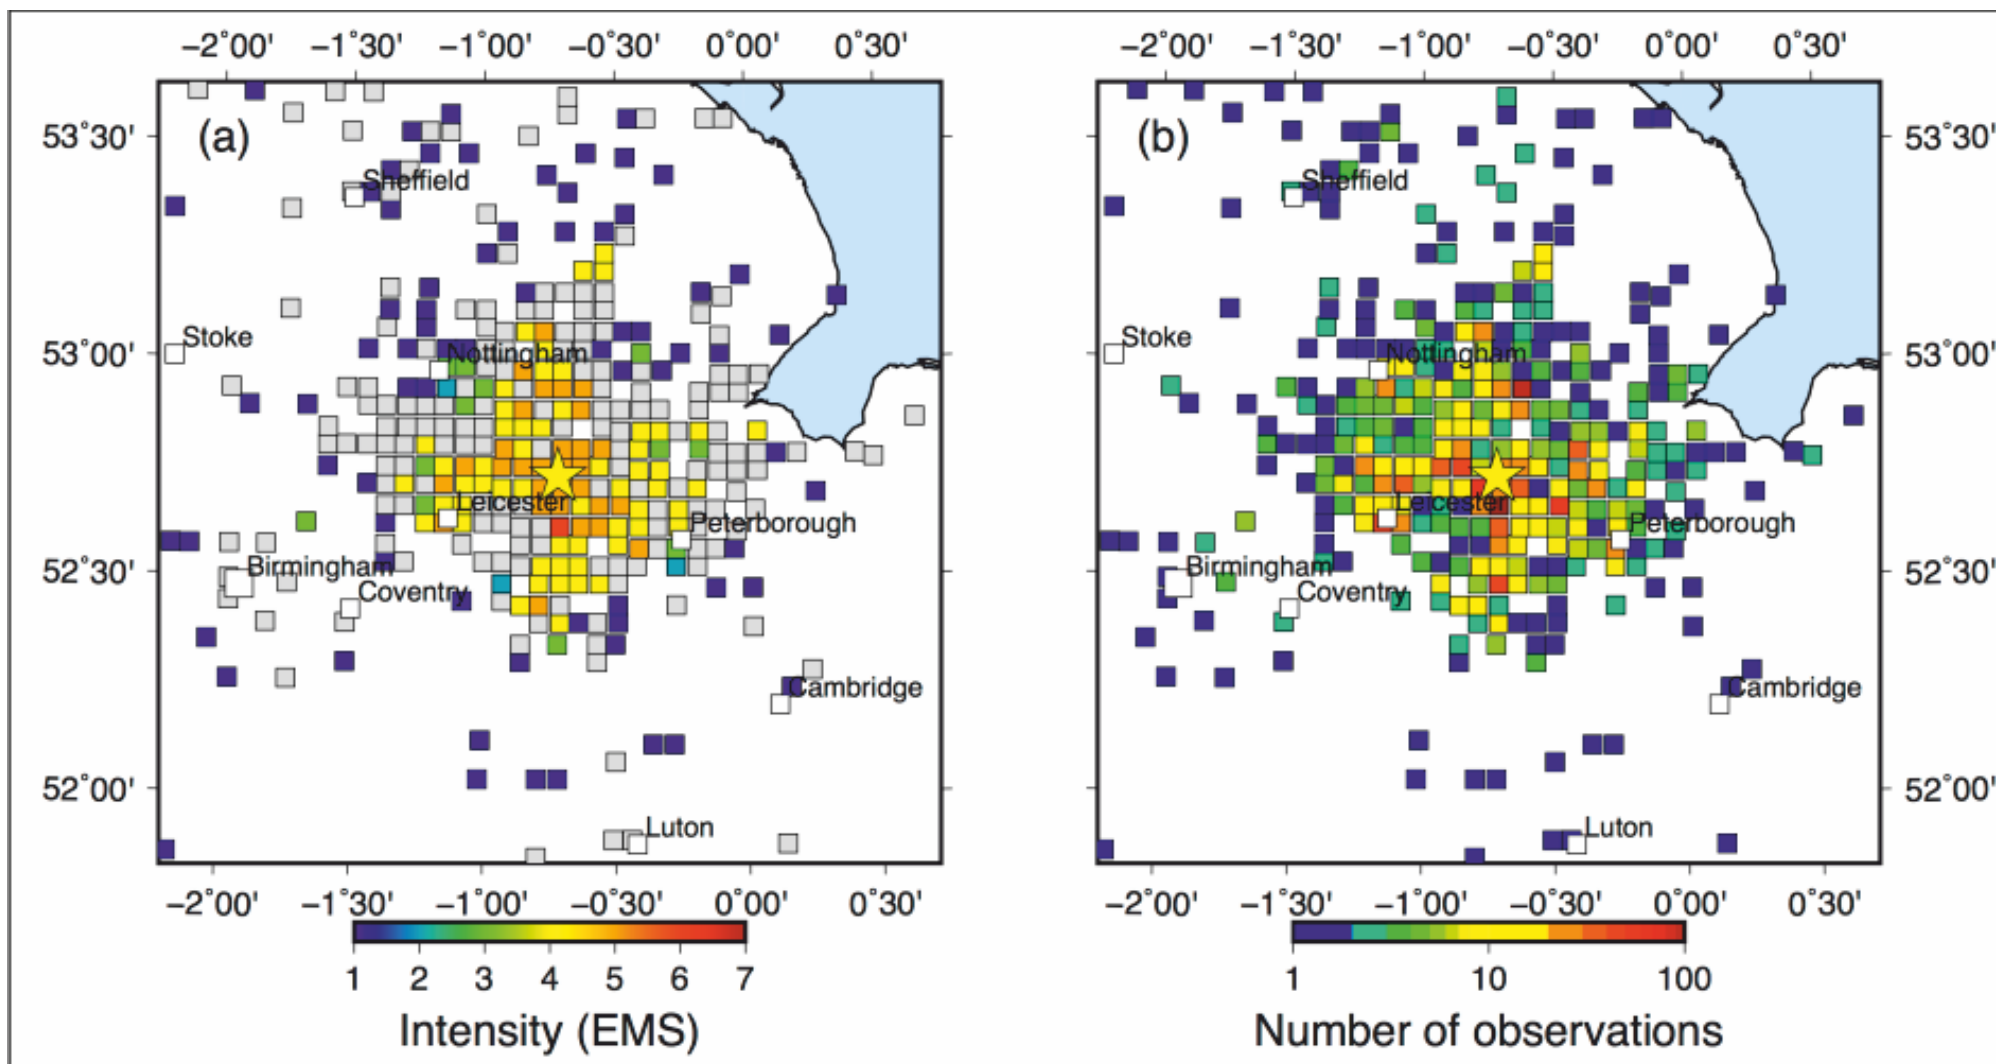 −2˚00' −1˚30' −1˚00' −0˚30' 0˚00' 0˚30'
(a)
53˚30'
53˚00'
52˚30'
52˚00'
Sheffield
Stoke
Nottingham
Leicester
Peterborough
Birmingham
Coventry
Cambridge
Luton
−2˚00' −1˚30' −1˚00' −0˚30' 0˚00' 0˚30'
1 2 3 4 5 6 7
Intensity (EMS)
−2˚00' −1˚30' −1˚00' −0˚30' 0˚00' 0˚30'
(b)
53˚30'
53˚00'
52˚30'
52˚00'
Sheffield
Stoke
Nottingham
Leicester
Peterborough
Birmingham
Coventry
Cambridge
Luton
−2˚00' −1˚30' −1˚00' −0˚30' 0˚00' 0˚30'
1 10 100
Number of observations